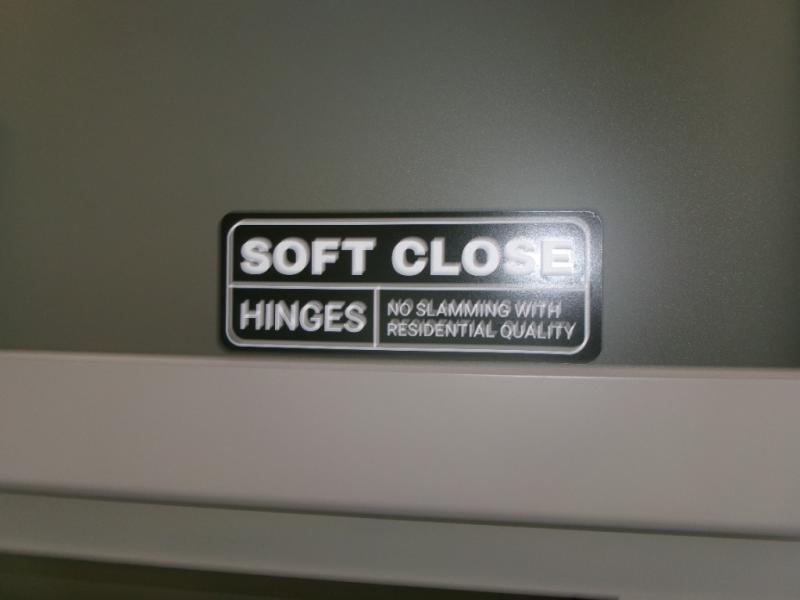 SOFT CLOSE
HINGES
NO SLAMMING WITH
RESIDENTIAL QUALITY